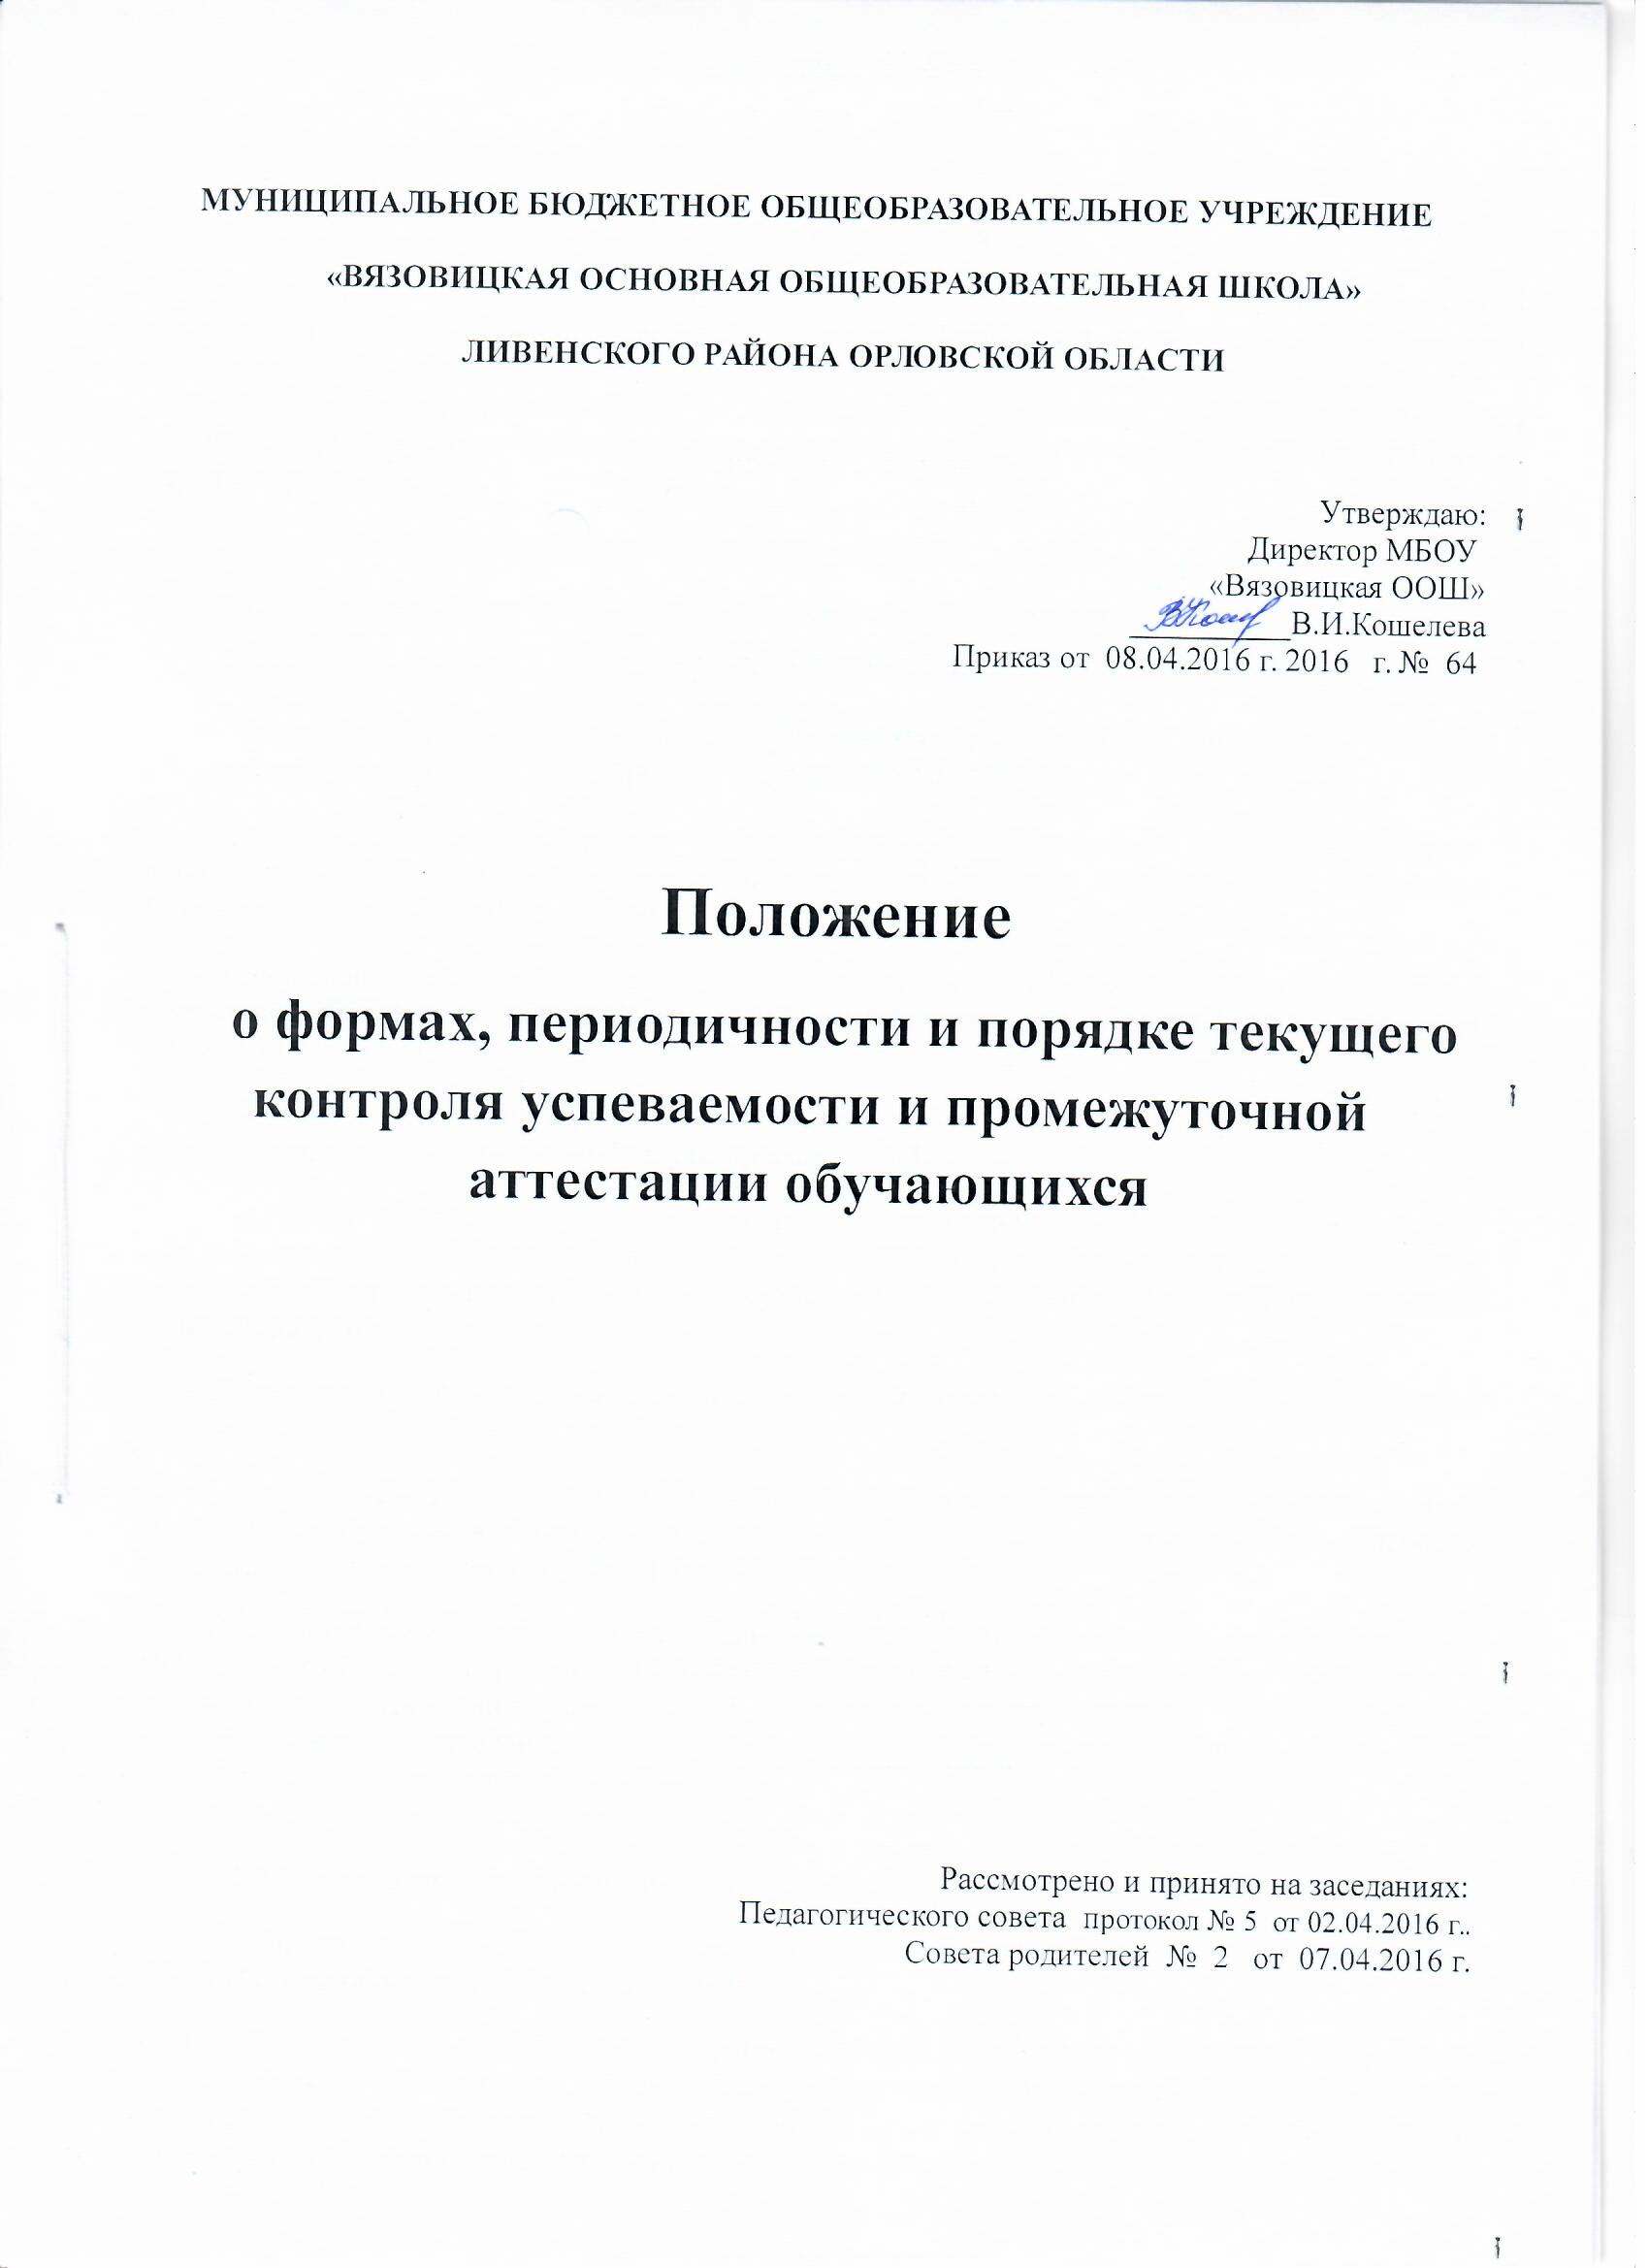 МУНИЦИПАЛЬНОЕ БЮДЖЕТНОЕ ОБЩЕОБРАЗОВАТЕЛЬНОЕ УЧРЕЖДЕНИЕ
«ВЯЗОВИЦКАЯ ОСНОВНАЯ ОБЩЕОБРАЗОВАТЕЛЬНАЯ ШКОЛА»
ЛИВЕНСКОГО РАЙОНА ОРЛОВСКОЙ ОБЛАСТИ
Утверждаю:
Директор МБОУ
«Вязовицкая ООШ»
__________В.И.Кошелева
Приказ от 08.04.2016 г. 2016 г. № 64
Положение
о формах, периодичности и порядке текущего
контроля успеваемости и промежуточной
аттестации обучающихся
Рассмотрено и принято на заседаниях:
Педагогического совета протокол № 5 от 02.04.2016 г..
Совета родителей № 2 от 07.04.2016 г.